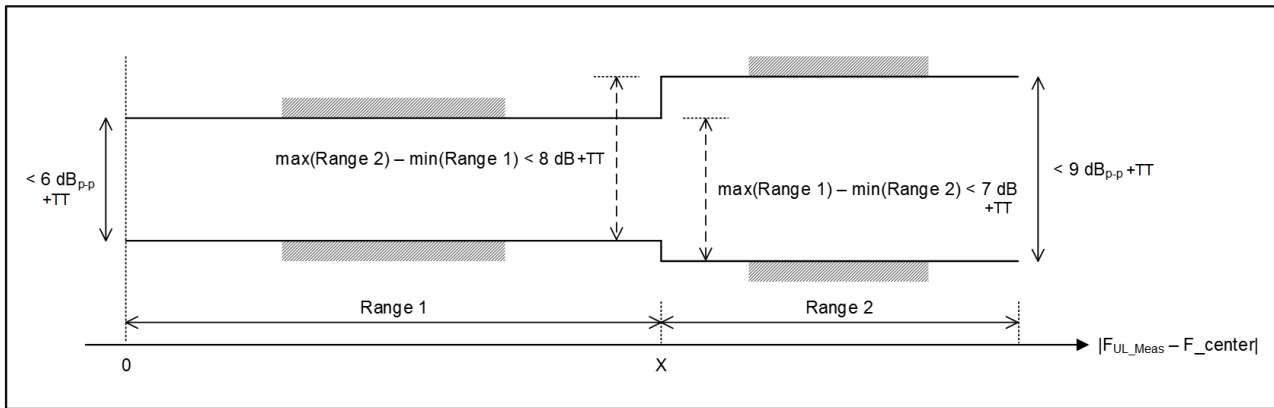 max(Range 2) – min(Range 1) < 8 dB +TT
< 6 dBp-p
+TT
max(Range 1) – min(Range 2) < 7 dB
+TT
< 9 dBp-p +TT
Range 1
Range 2
|FUL_Meas – F_center|
0
X